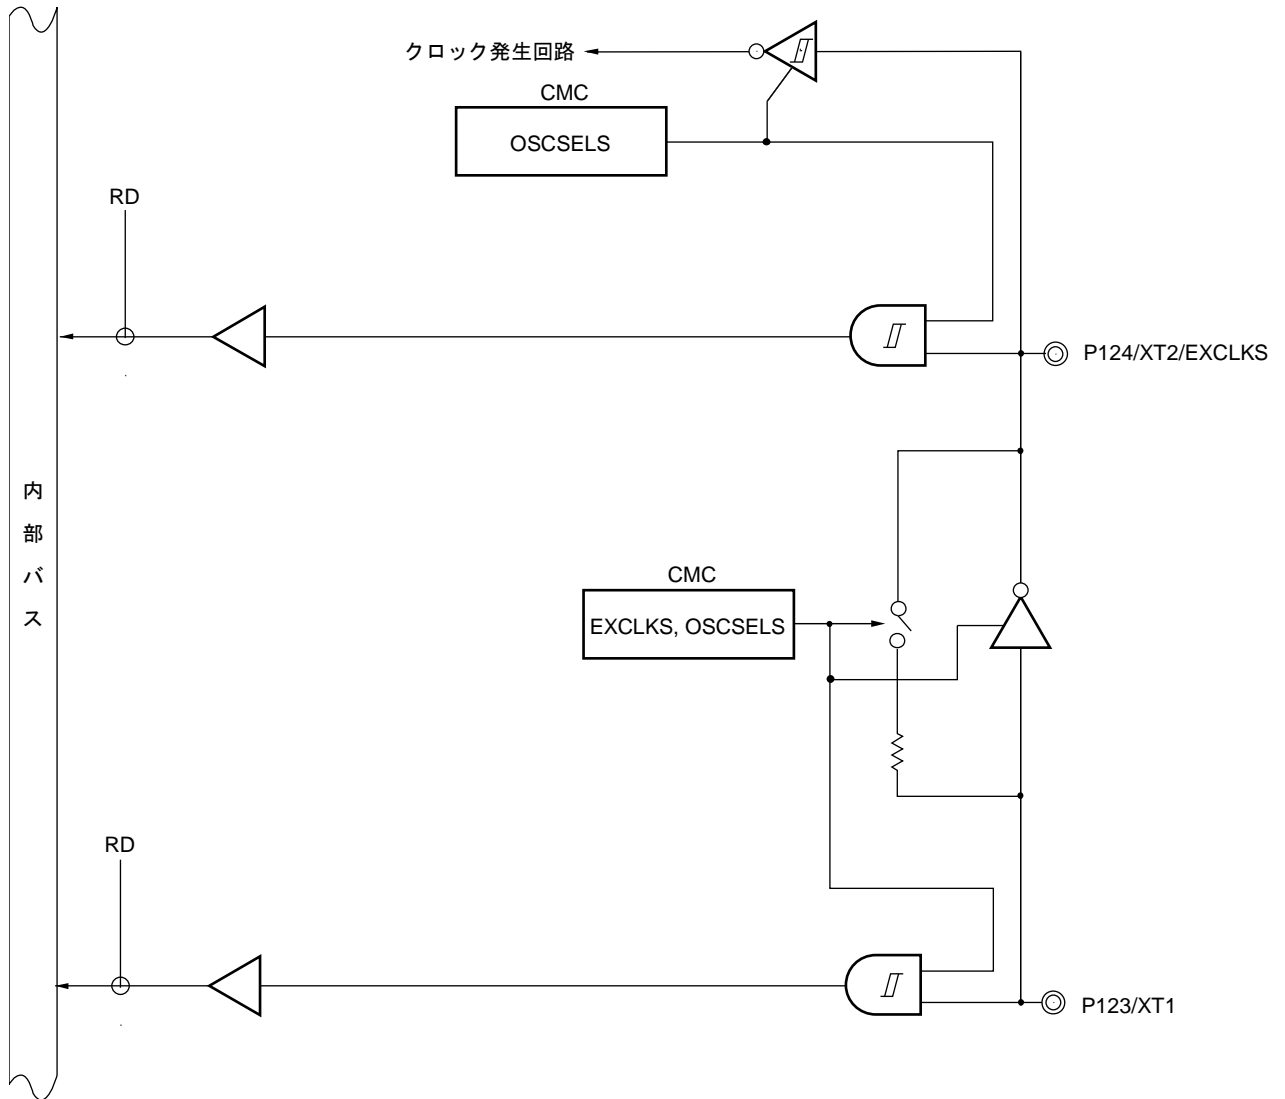 クロック発生回路
CMC
OSCSELS
RD
P124/XT2/EXCLKS
内部バス
CMC
EXCLKS, OSCSELS
RD
P123/XT1